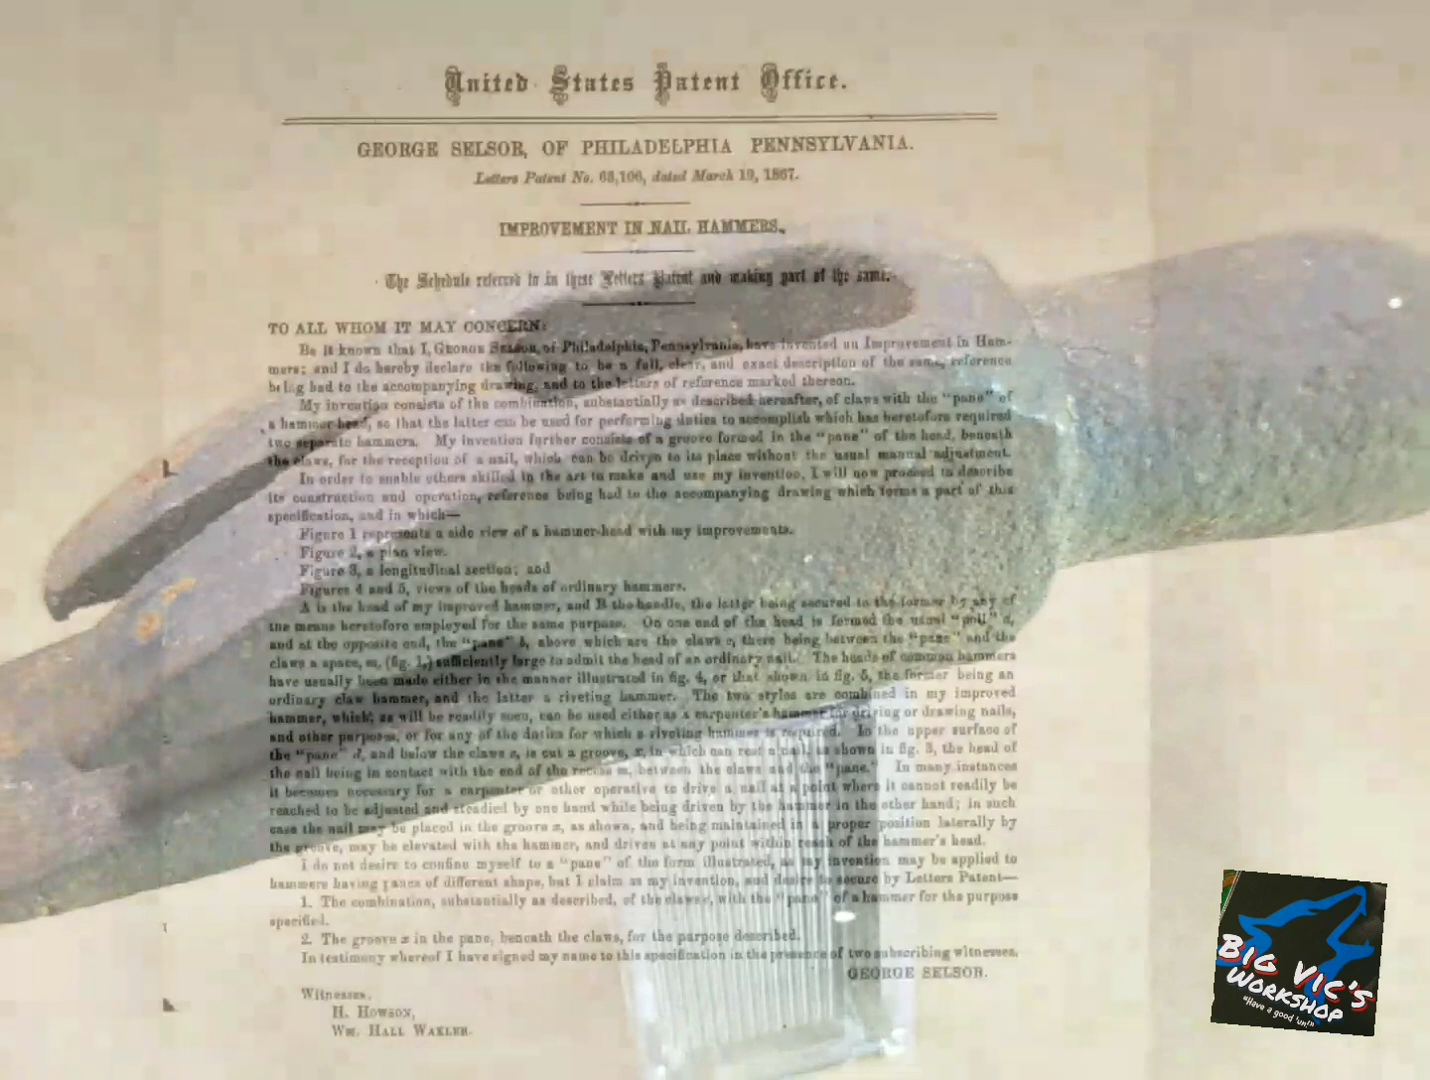 United States Patent Office.
GEORGE SELSOR, OF PHILADELPHIA PENNSYLVANIA.
Letters Patent No. 63,106, dated March 19, 1867.
IMPROVEMENT IN NAIL HAMMERS.
The Schedule referred to in these Letters Patent and making part of the same.
TO ALL WHOM IT MAY CONCERN:
Be it known that I, GEORGE SELSOR, of Philadelphia, Pennsylvania, have invented an Improvement in Ham-
mers; and I do hereby declare the following to be a full, clear, and exact description of the same, reference
being had to the accompanying drawing, and to the letters of reference marked thereon.
My invention consists of the combination, substantially as described hereafter, of claws with the "pane" of
a hammer-head, so that the latter can be used for performing duties to accomplish which has heretofore required
two separate hammers. My invention further consists of a groove formed in the "pane" of the head, beneath
the claws, for the reception of a nail, which can be driven to its place without the usual manual adjustment.
In order to enable others skilled in the art to make and use my invention, I will now proceed to describe
its construction and operation, reference being had to the accompanying drawing which forms a part of this
specification, and in which—
Figure 1 represents a side view of a hammer-head with my improvements.
Figure 2, a plan view.
Figure 3, a longitudinal section; and
Figures 4 and 5, views of the heads of ordinary hammers.
A is the head of my improved hammer, and B the handle, the latter being secured to the former by any of
the means heretofore employed for the same purpose. On one end of the head is formed the usual "poll" d,
and at the opposite end, the "pane" b, above which are the claws e, there being between the "pane" and the
claws a space, m, (fig. 1,) sufficiently large to admit the head of an ordinary nail. The heads of common hammers
have usually been made either in the manner illustrated in fig. 4, or that shown in fig. 5, the former being an
ordinary claw hammer, and the latter a riveting hammer. The two styles are combined in my improved
hammer, which, as will be readily seen, can be used either as a carpenter's hammer for driving or drawing nails,
and other purposes, or for any of the duties for which a riveting hammer is required. In the upper surface of
the "pane" d, and below the claws e, is cut a groove, x, in which can rest a nail, as shown in fig. 3, the head of
the nail being in contact with the end of the recess m, between the claws and the "pane." In many instances
it becomes necessary for a carpenter or other operative to drive a nail at a point where it cannot readily be
reached to be adjusted and steadied by one hand while being driven by the hammer in the other hand; in such
case the nail may be placed in the groove x, as shown, and being maintained in a proper position laterally by
the groove, may be elevated with the hammer, and driven at any point within reach of the hammer's head.
I do not desire to confine myself to a "pane" of the form illustrated, as my invention may be applied to
hammers having panes of different shape, but I claim as my invention, and desire to secure by Letters Patent—
1. The combination, substantially as described, of the claws e, with the "pane" of a hammer for the purpose
specified.
2. The groove x in the pane, beneath the claws, for the purpose described.
In testimony whereof I have signed my name to this specification in the presence of two subscribing witnesses.
GEORGE SELSOR.
Witnesses,
H. HOWSON,
WM. HALL
BIG VIC'S
WORKSHOP
"Have a good 'un!"